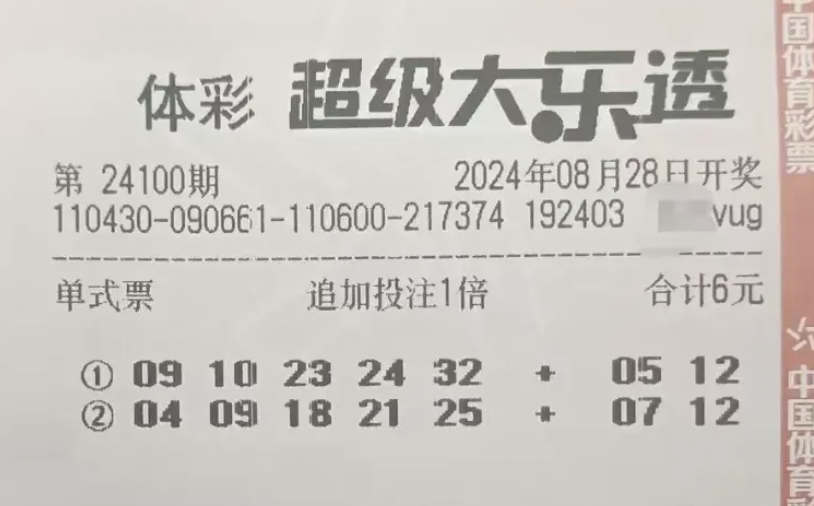 体彩 超级大乐透
第 24100期 2024年08月28日开奖
110430-090661-110600-217374 192403 vug
单式票 追加投注1倍 合计6元
① 09 10 23 24 32 + 05 12
② 04 09 18 21 25 + 07 12
中国体育彩票
中国体育彩